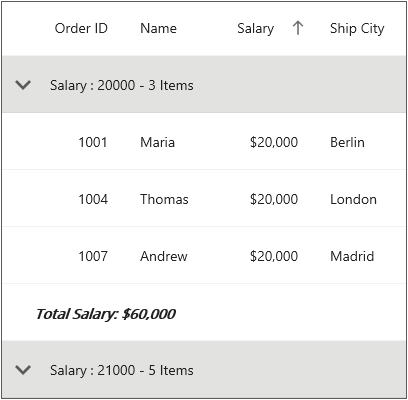 Order ID Name Salary Ship City
Salary : 20000 - 3 Items
1001 Maria $20,000 Berlin
1004 Thomas $20,000 London
1007 Andrew $20,000 Madrid
Total Salary: $60,000
Salary : 21000 - 5 Items